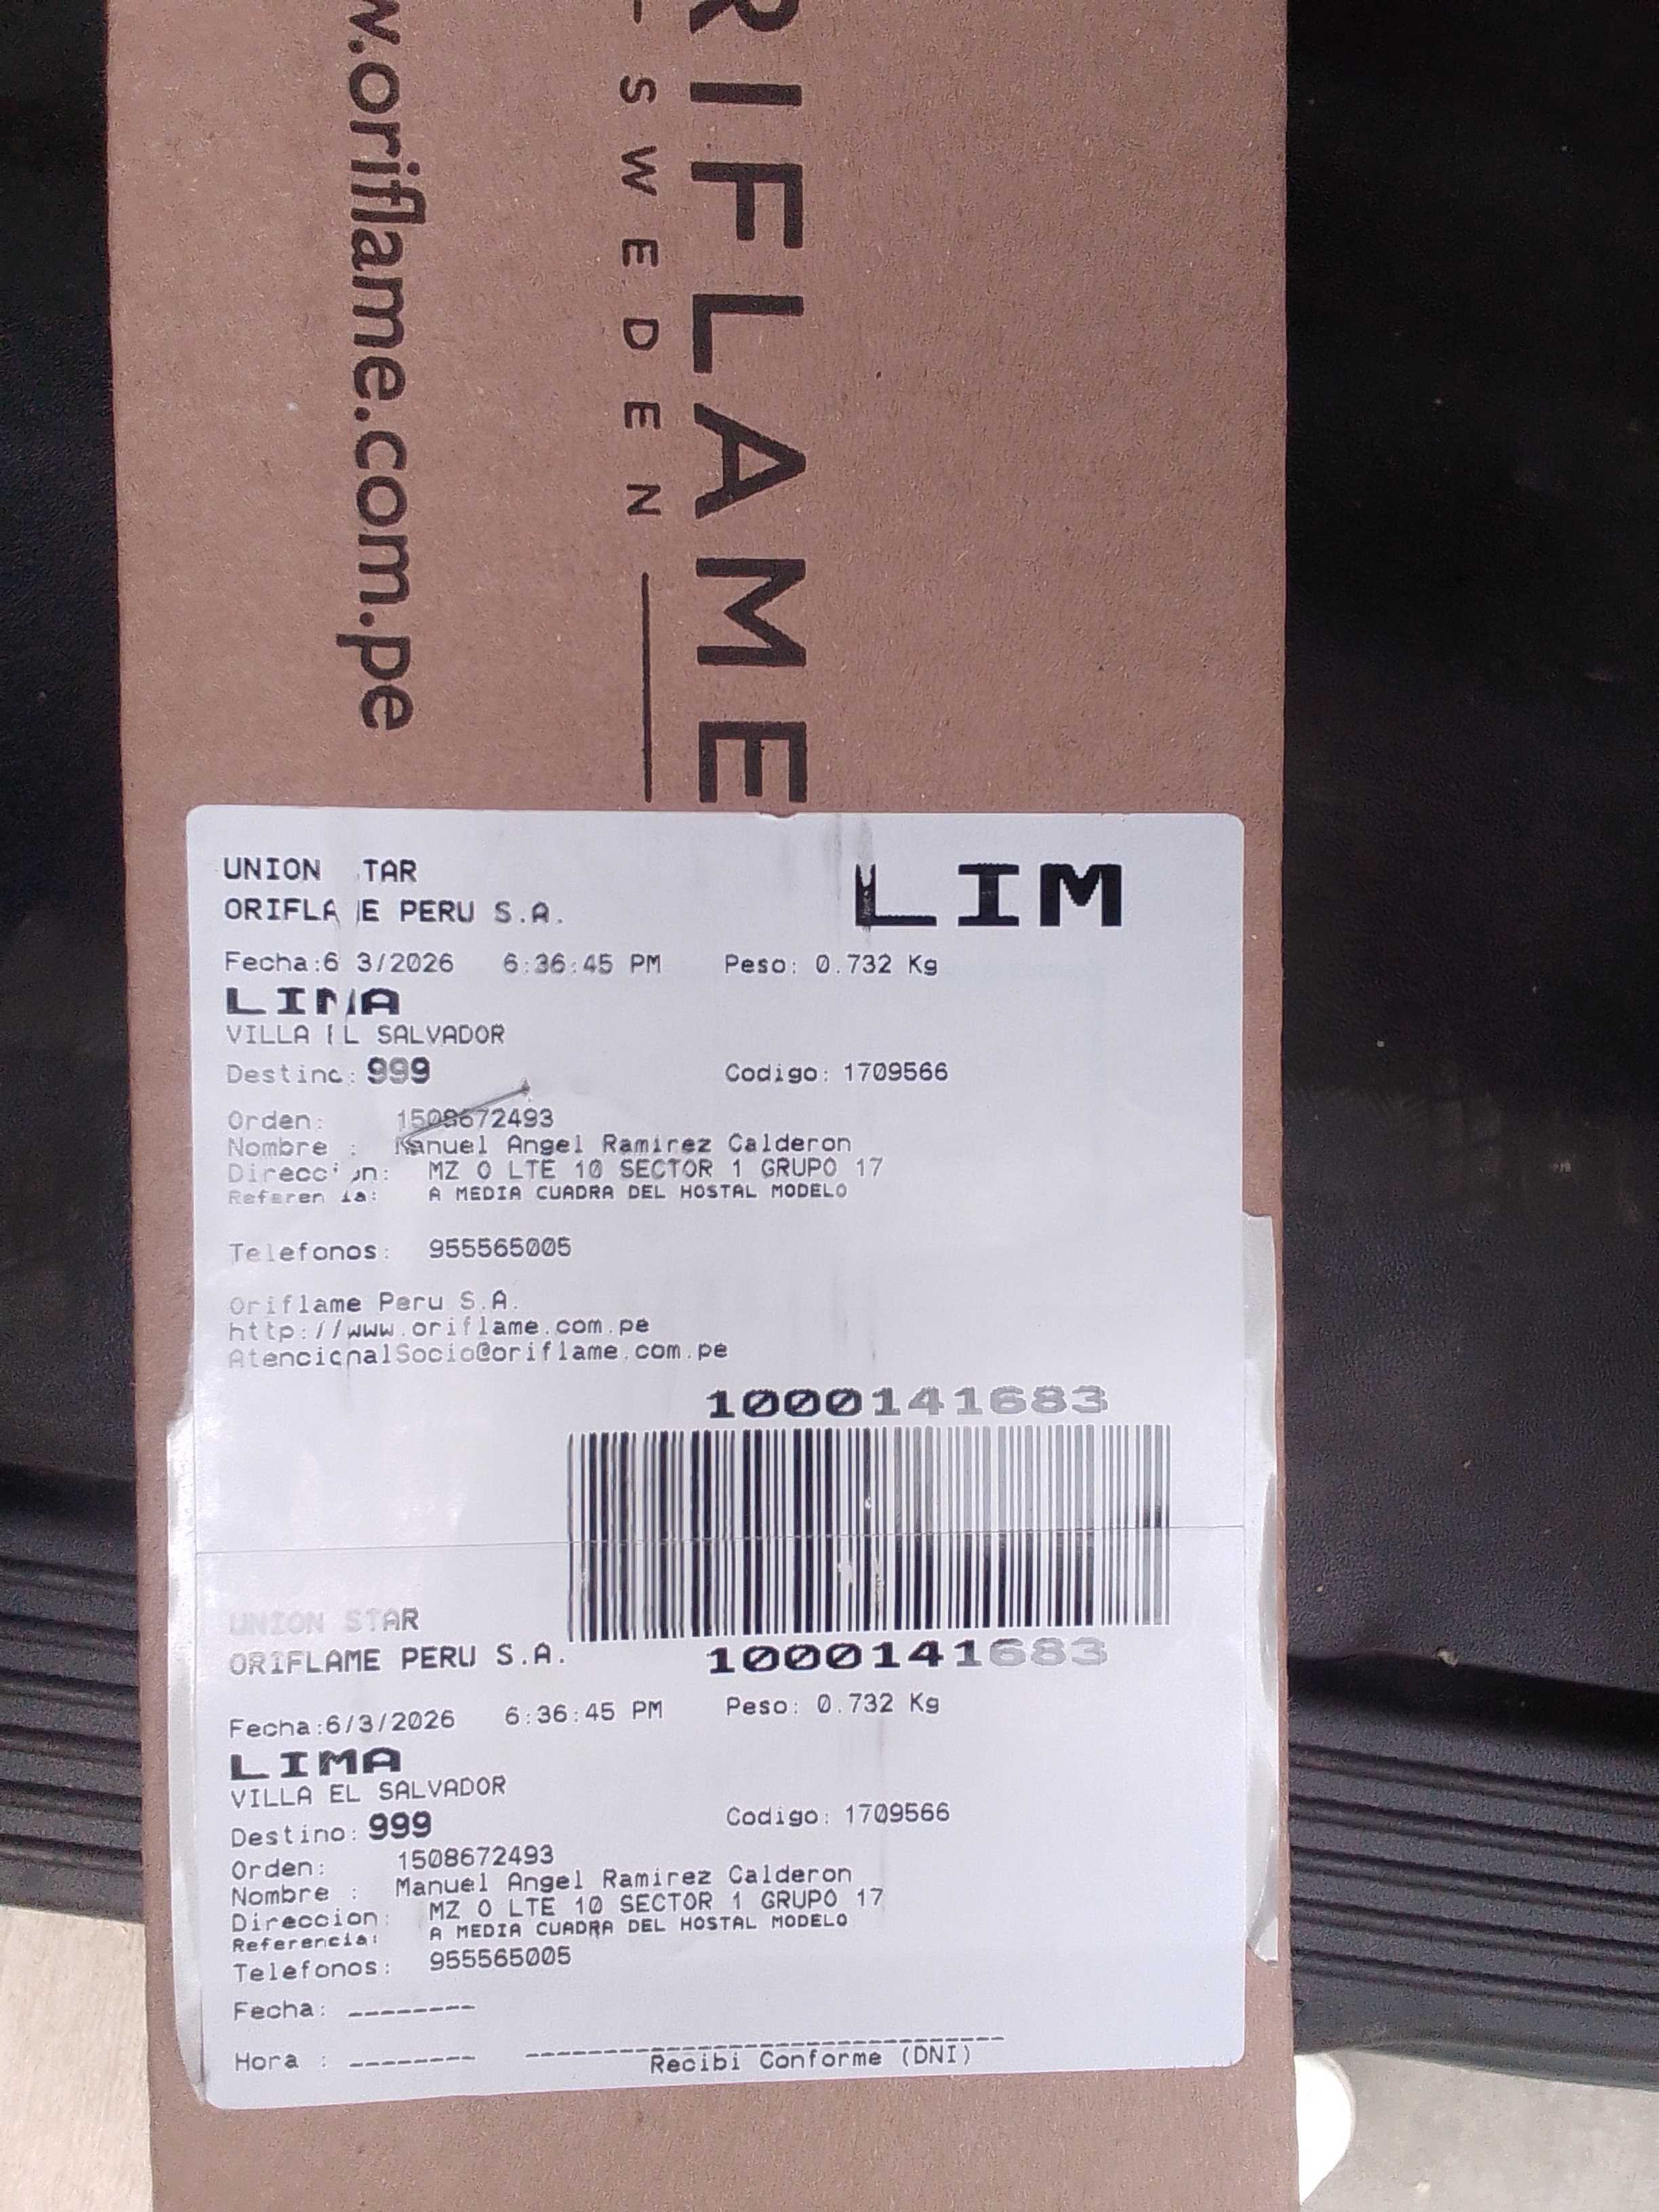 RIFLAME
SWEDEN
w.oriflame.com.pe
UNION TAR
LIM
ORIFLA E PERU S.A.
Fecha:6 3/2026 6:36:45 PM Peso: 0.732 Kg
LIMA
VILLA EL SALVADOR
Destino: 999 Codigo: 1709566
Orden: 1508672493
Nombre : Manuel Angel Ramirez Calderon
Direccion: MZ O LTE 10 SECTOR 1 GRUPO 17
Referen ia: A MEDIA CUADRA DEL HOSTAL MODELO
Telefonos: 955565005
Oriflame Peru S.A.
http://www.oriflame.com.pe
AtencionalSocio@oriflame.com.pe
1000141683
UNION STAR
ORIFLAME PERU S.A.
1000141683
Fecha:6/3/2026 6:36:45 PM Peso: 0.732 Kg
LIMA
VILLA EL SALVADOR
Destino: 999 Codigo: 1709566
Orden: 1508672493
Nombre : Manuel Angel Ramirez Calderon
Direccion: MZ O LTE 10 SECTOR 1 GRUPO 17
Referencia: A MEDIA CUADRA DEL HOSTAL MODELO
Telefonos: 955565005
Fecha: --------
Hora : --------
Recibi Conforme (DNI)